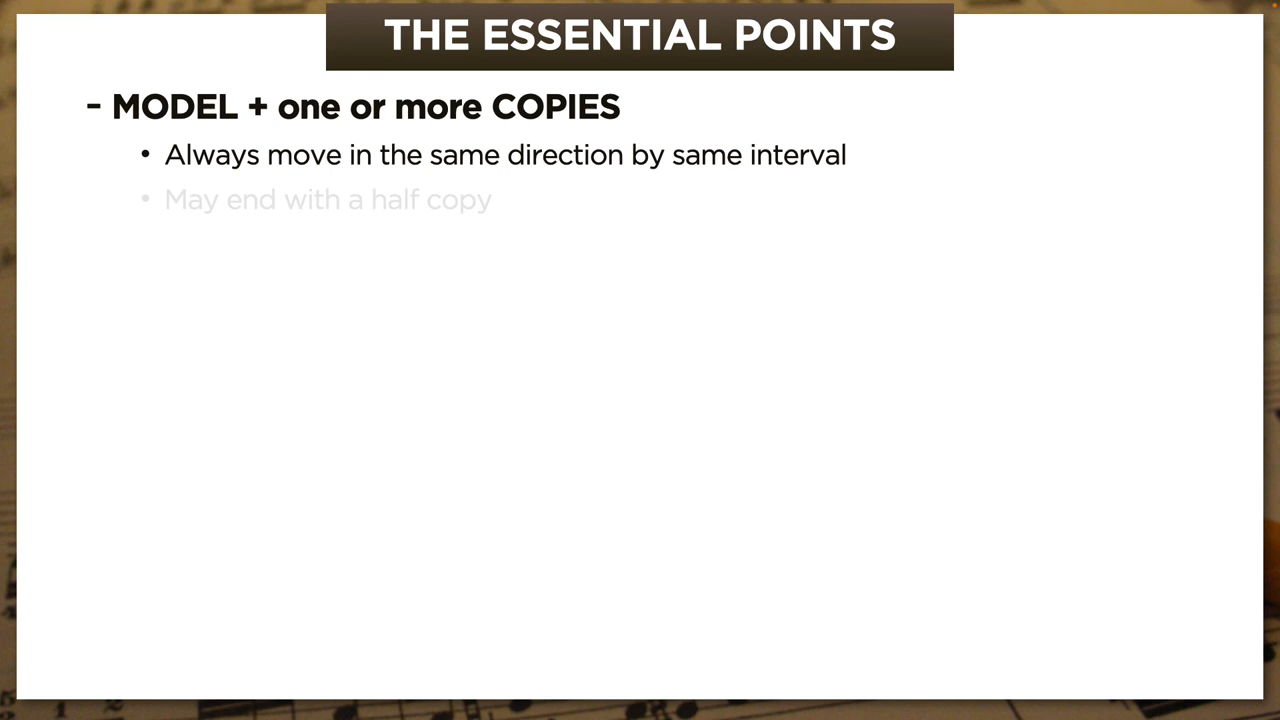 THE ESSENTIAL POINTS
- MODEL + one or more COPIES
• Always move in the same direction by same interval
• May end with a half copy